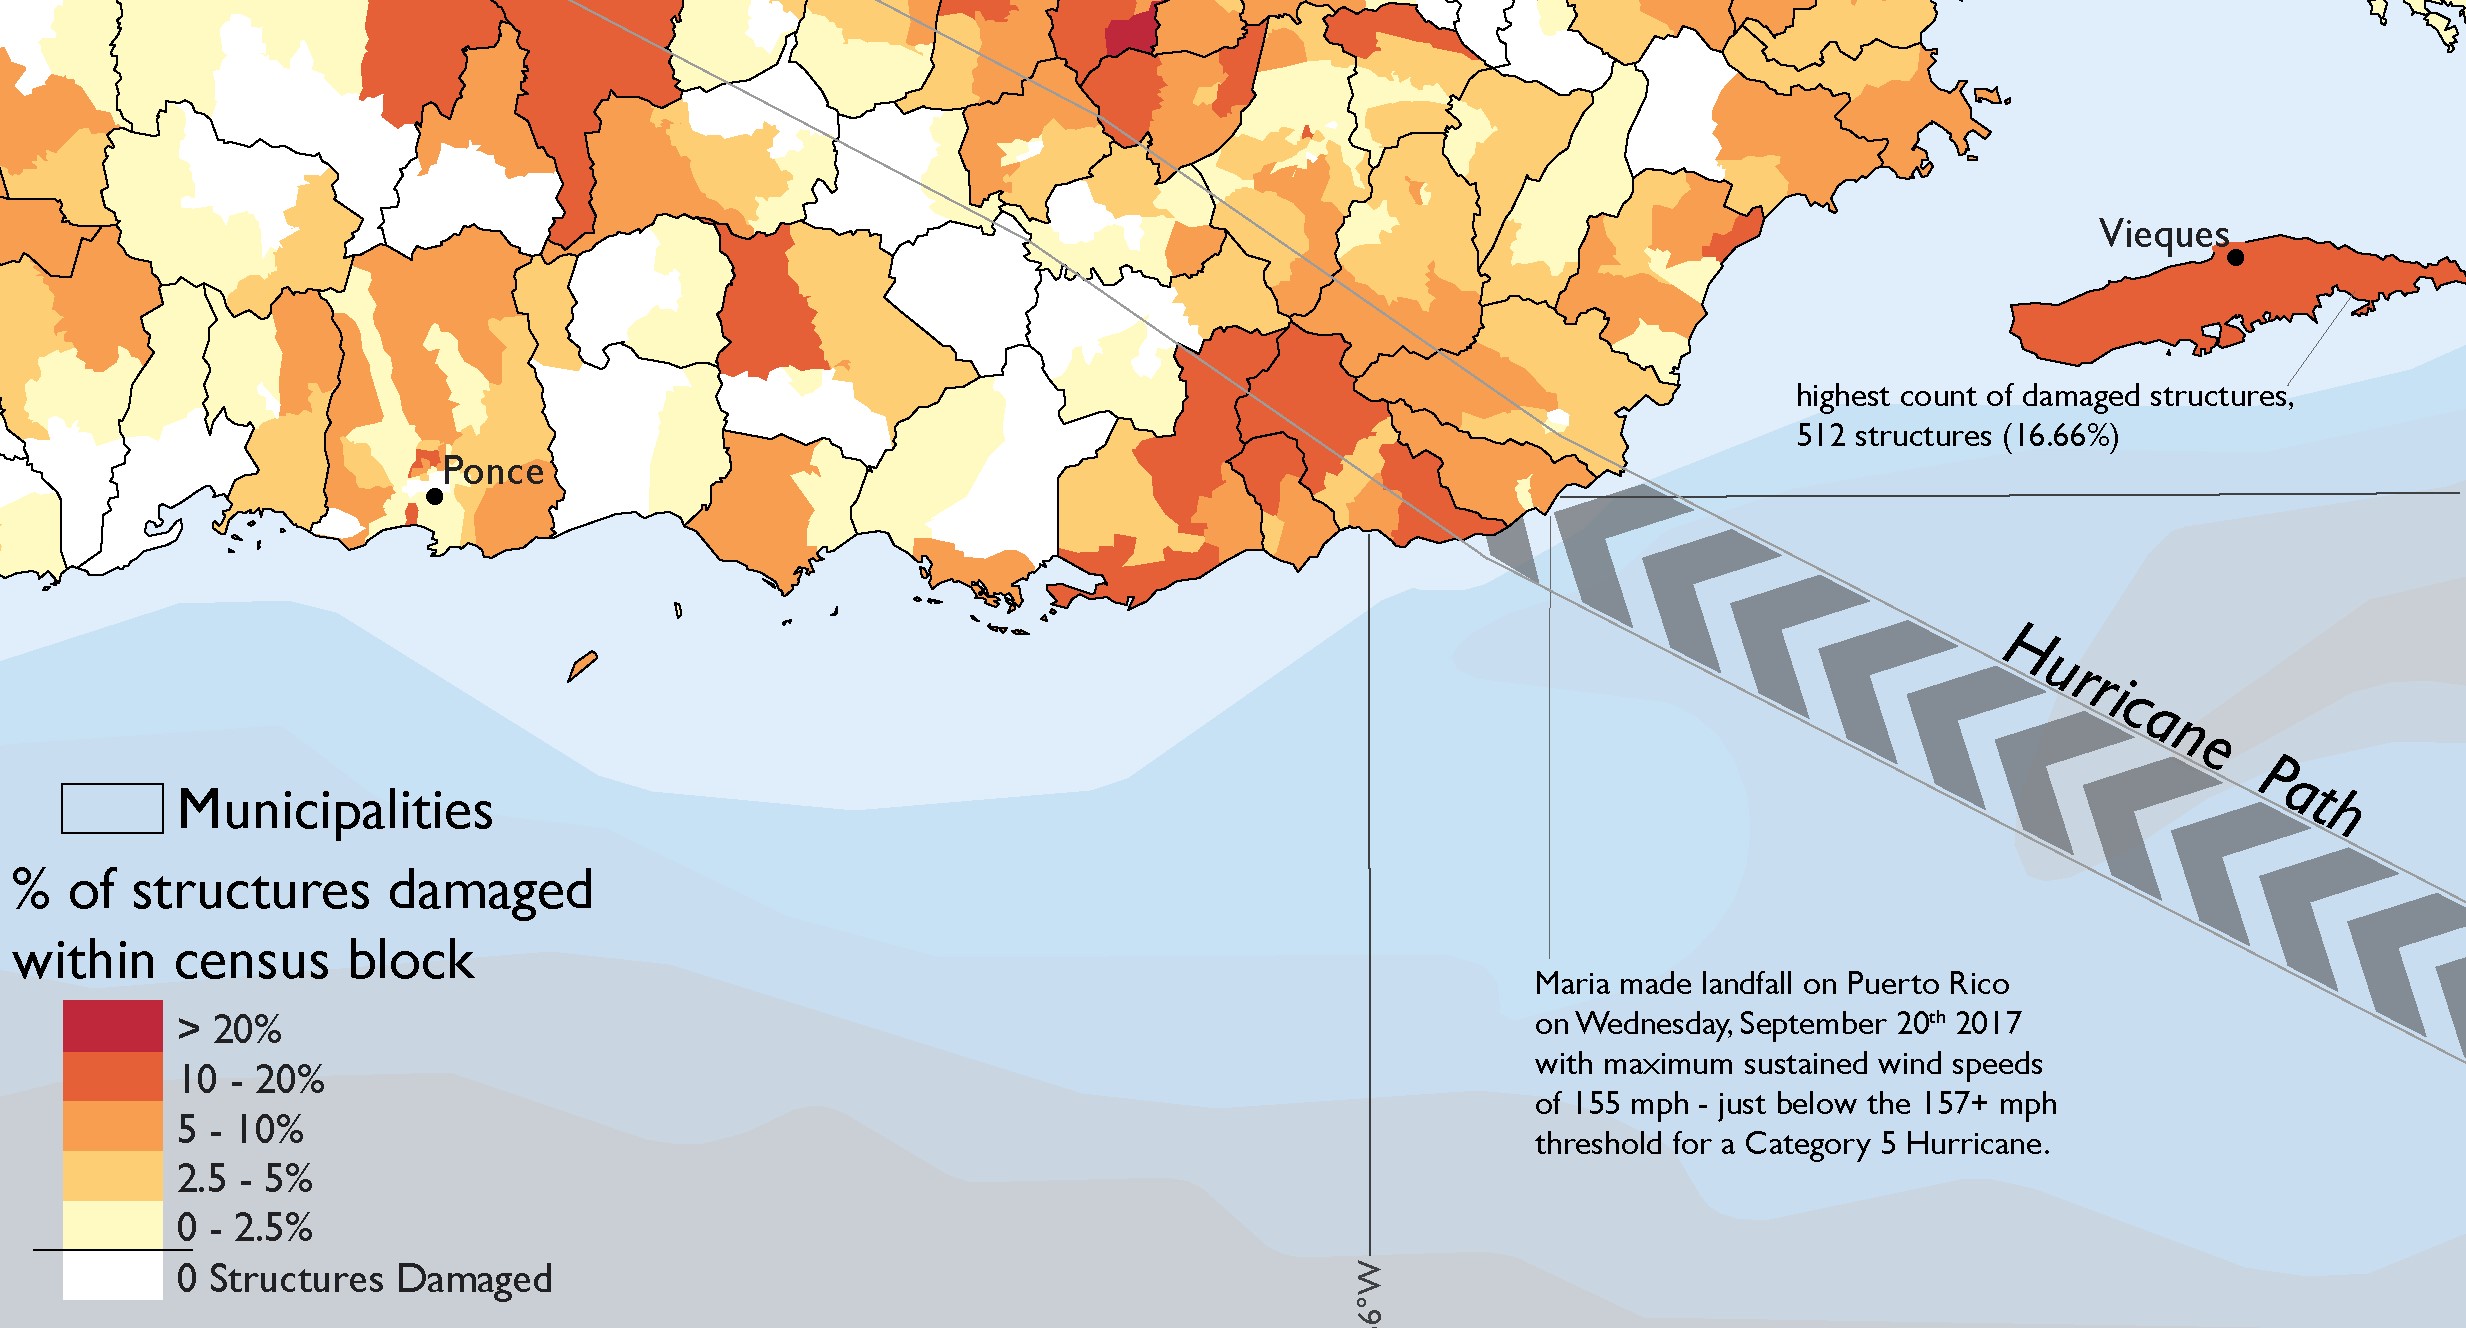 Vieques
highest count of damaged structures,
512 structures (16.66%)
Ponce
Hurricane Path
Municipalities
% of structures damaged
within census block
> 20%
10 - 20%
5 - 10%
2.5 - 5%
0 - 2.5%
0 Structures Damaged
Maria made landfall on Puerto Rico
on Wednesday, September 20th 2017
with maximum sustained wind speeds
of 155 mph - just below the 157+ mph
threshold for a Category 5 Hurricane.
6°W